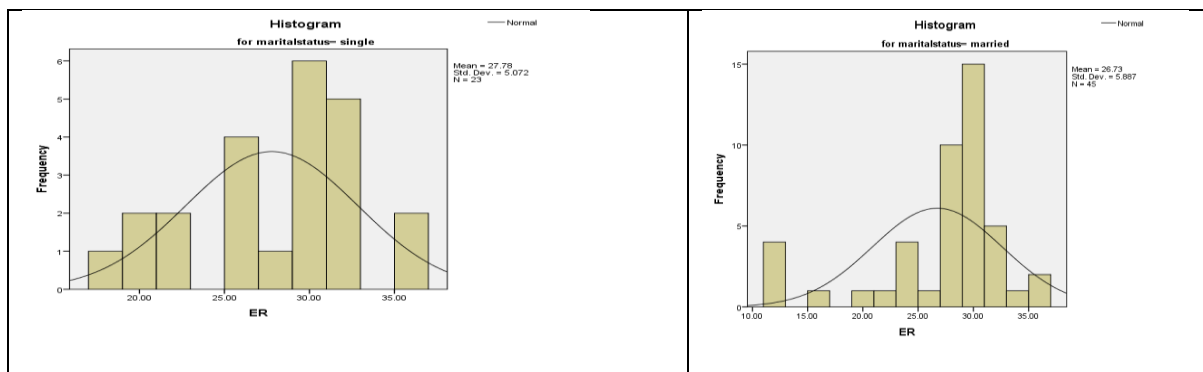 Histogram
Normal
for maritalstatus= single
Mean = 27.78
Std. Dev. = 5.072
N = 23
6
5
4
3
2
1
0
Frequency
20.00 25.00 30.00 35.00
ER
Histogram
Normal
for maritalstatus= married
Mean = 26.73
Std. Dev. = 5.887
N = 45
15
10
5
0
Frequency
10.00 15.00 20.00 25.00 30.00 35.00
ER